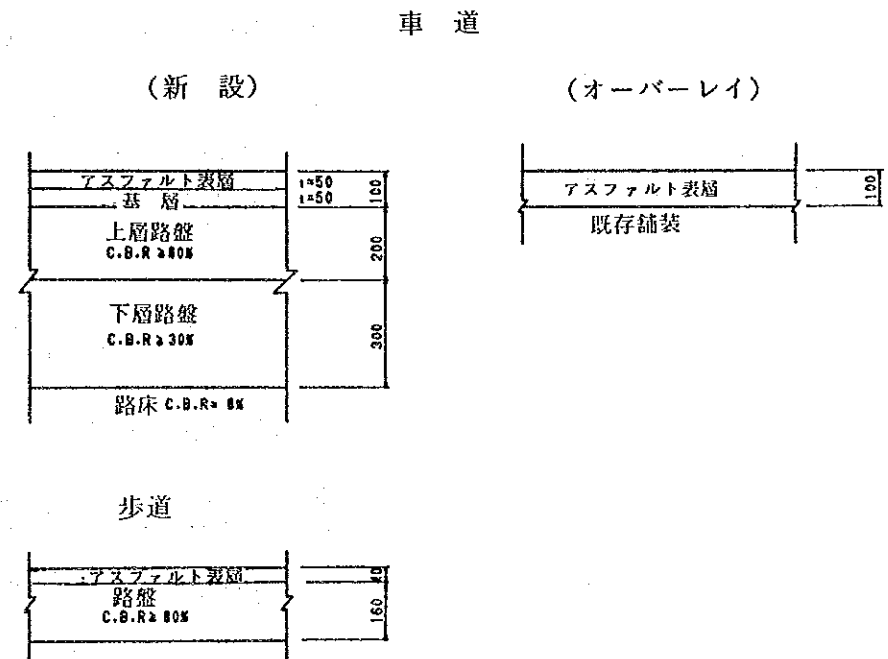 車 道
（新 設）
アスファルト表層
t=50
基 層
t=50
100
上層路盤
C.B.R ≥ 80%
200
下層路盤
C.B.R ≥ 30%
300
路床
（オーバーレイ）
アスファルト表層
100
既存舗装
歩道
アスファルト表層
路盤
C.B.R ≥ 80%
160